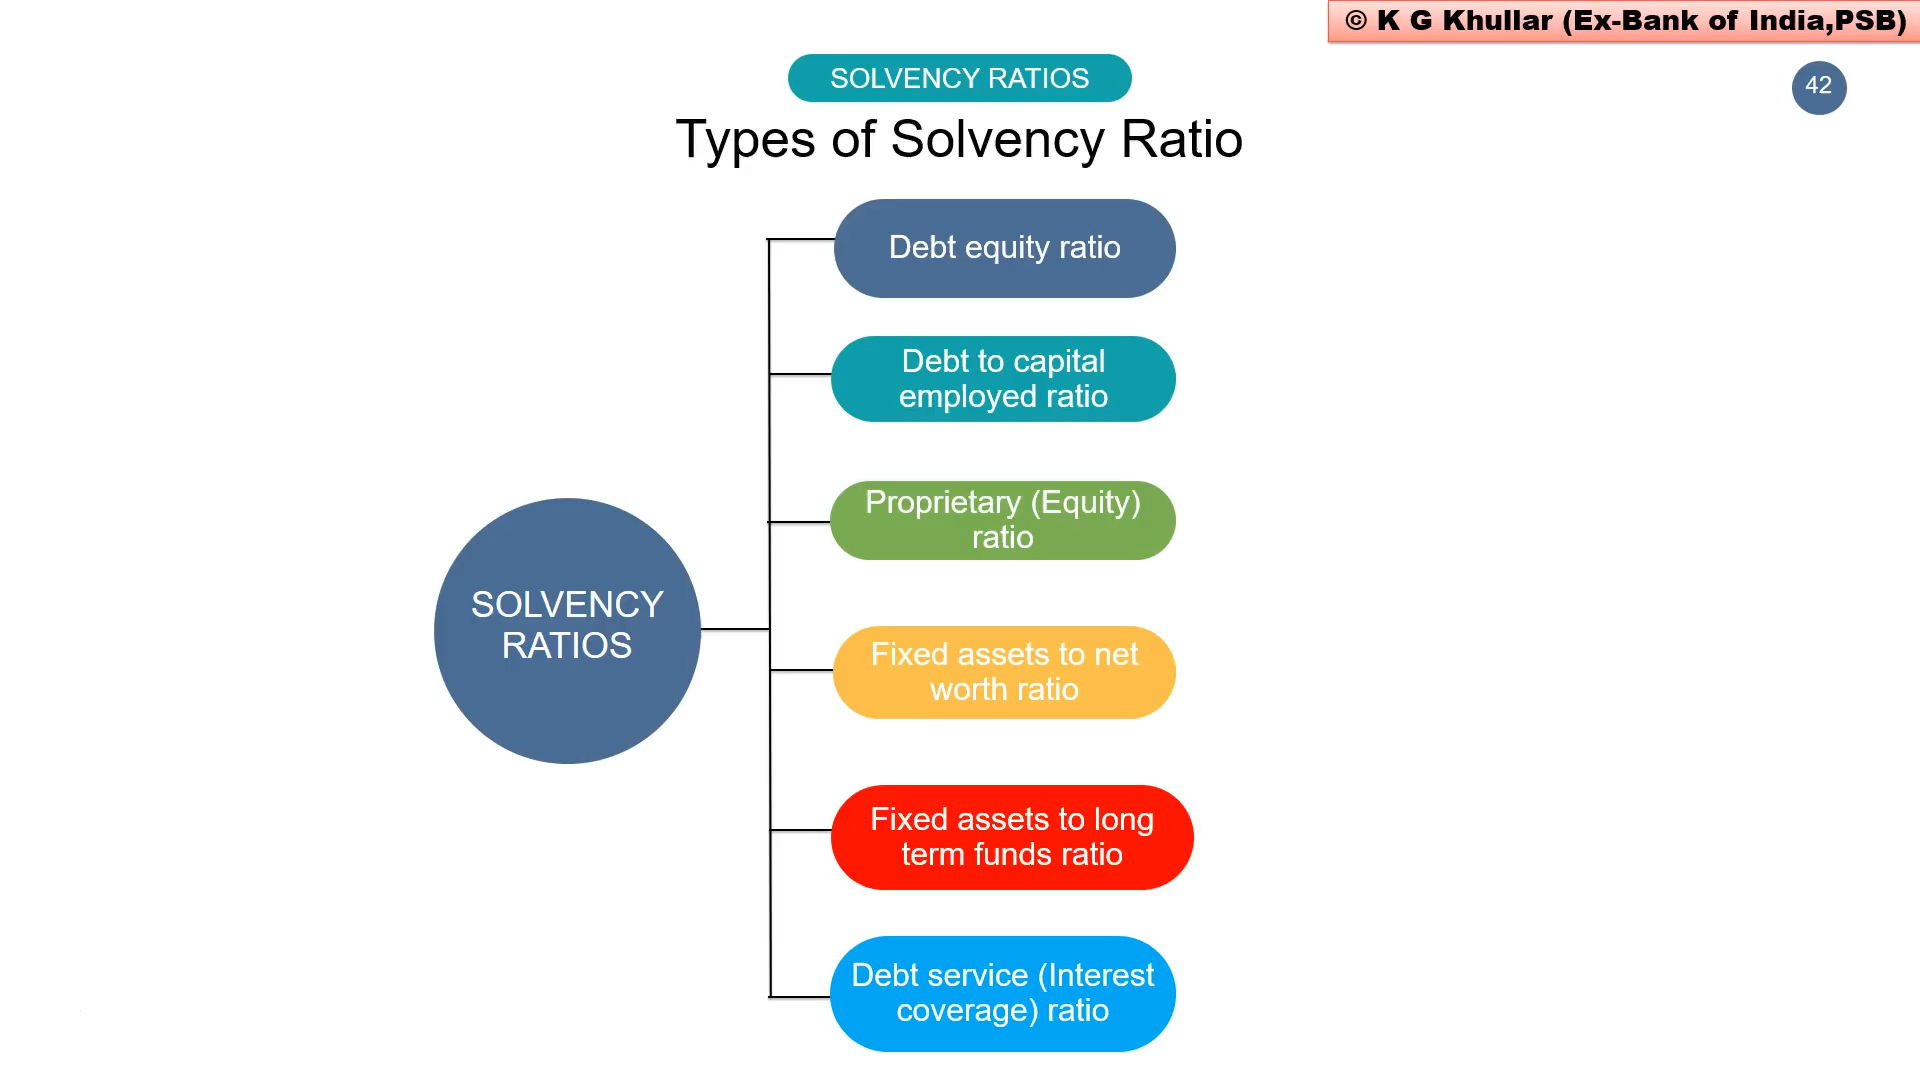 © K G Khullar (Ex-Bank of India,PSB)
SOLVENCY RATIOS
42
Types of Solvency Ratio
Debt equity ratio
Debt to capital
employed ratio
Proprietary (Equity)
ratio
SOLVENCY
RATIOS
Fixed assets to net
worth ratio
Fixed assets to long
term funds ratio
Debt service (Interest
coverage) ratio